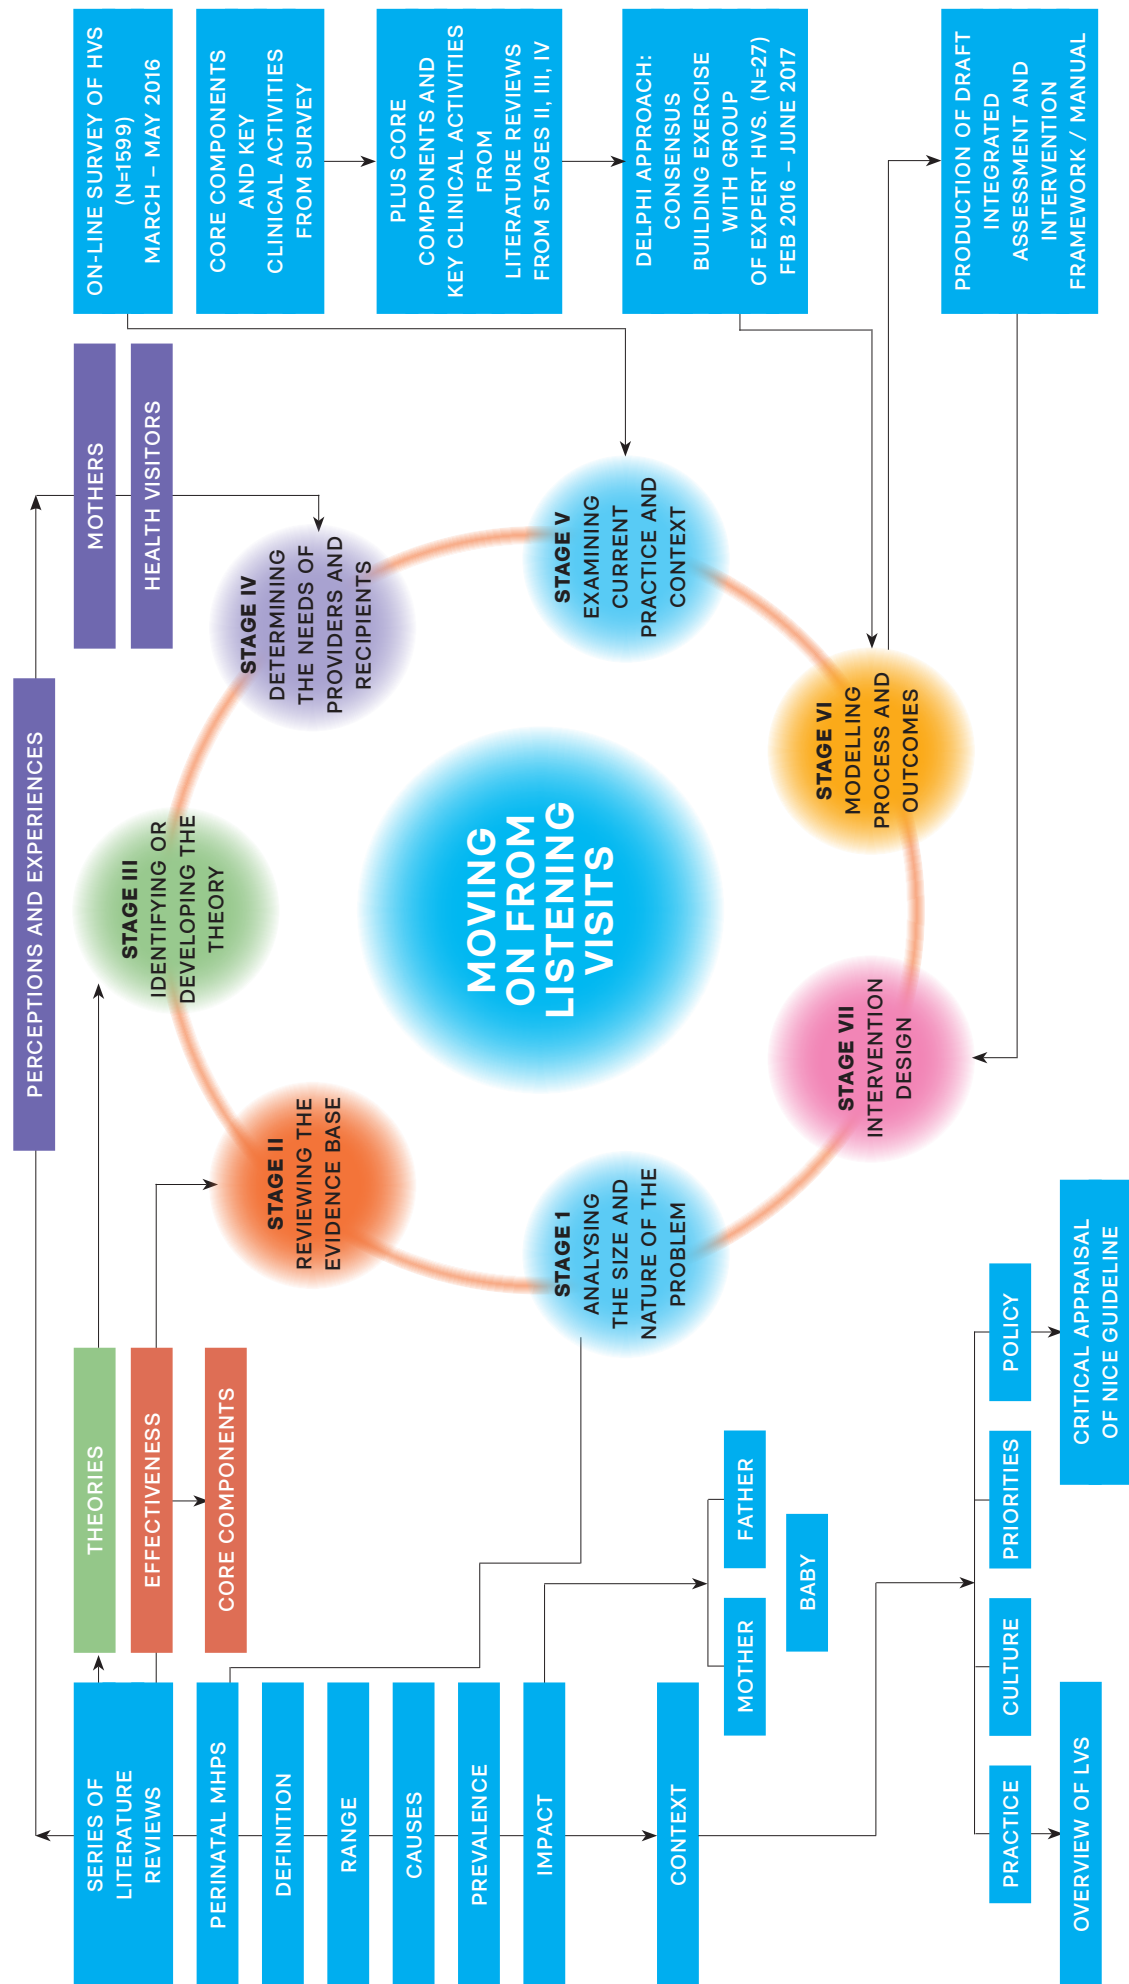 PERCEPTIONS AND EXPERIENCES
SERIES OF
LITERATURE
REVIEWS
THEORIES
EFFECTIVENESS
CORE COMPONENTS
PERINATAL MHPS
DEFINITION
RANGE
CAUSES
PREVALENCE
IMPACT
CONTEXT
MOTHER
FATHER
BABY
PRACTICE
CULTURE
PRIORITIES
POLICY
OVERVIEW OF LVS
CRITICAL APPRAISAL
OF NICE GUIDELINE
STAGE 1
ANALYSING
THE SIZE AND
NATURE OF THE
PROBLEM
STAGE II
REVIEWING THE
EVIDENCE BASE
STAGE III
IDENTIFYING OR
DEVELOPING THE
THEORY
STAGE IV
DETERMINING
THE NEEDS OF
PROVIDERS AND
RECIPIENTS
STAGE V
EXAMINING
CURRENT
PRACTICE AND
CONTEXT
STAGE VI
MODELLING
PROCESS AND
OUTCOMES
STAGE VII
INTERVENTION
DESIGN
MOVING
ON FROM
LISTENING
VISITS
MOTHERS
HEALTH VISITORS
ON-LINE SURVEY OF HVS
(N=1599)
MARCH – MAY 2016
CORE COMPONENTS
AND KEY
CLINICAL ACTIVITIES
FROM SURVEY
PLUS CORE
COMPONENTS AND
KEY CLINICAL ACTIVITIES
FROM
LITERATURE REVIEWS
FROM STAGES II, III, IV
DELPHI APPROACH:
CONSENSUS
BUILDING EXERCISE
WITH GROUP
OF EXPERT HVS. (N=27)
FEB 2016 – JUNE 2017
PRODUCTION OF DRAFT
INTEGRATED
ASSESSMENT AND
INTERVENTION
FRAMEWORK / MANUAL